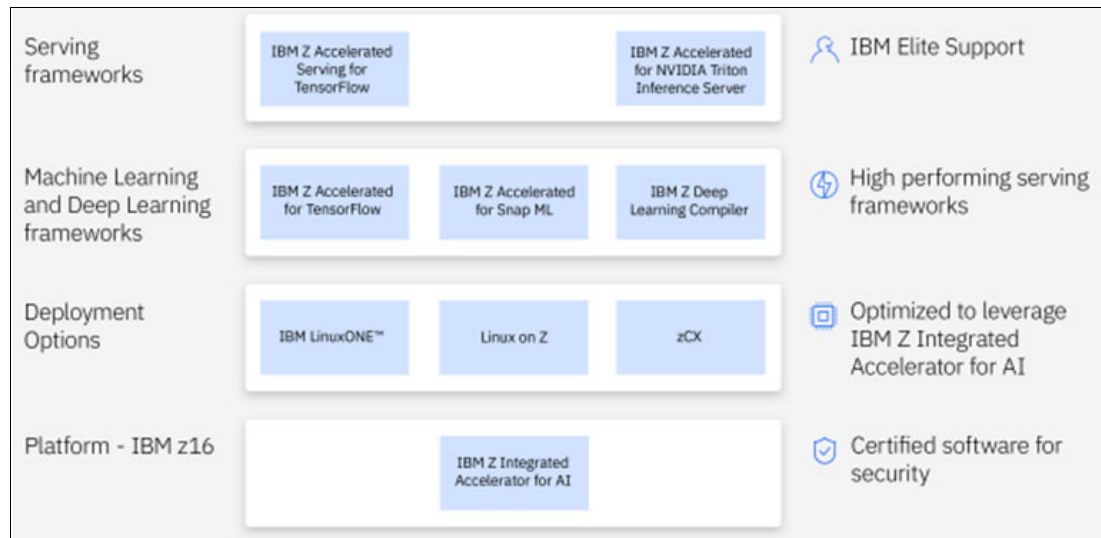 Serving
frameworks
IBM Z Accelerated
Serving for
TensorFlow
IBM Z Accelerated
for NVIDIA Triton
Inference Server
IBM Elite Support
Machine Learning
and Deep Learning
frameworks
IBM Z Accelerated
for TensorFlow
IBM Z Accelerated
for Snap ML
IBM Z Deep
Learning Compiler
High performing serving
frameworks
Deployment
Options
IBM LinuxONE™
Linux on Z
zCX
Optimized to leverage
IBM Z Integrated
Accelerator for AI
Platform - IBM z16
IBM Z Integrated
Accelerator for AI
Certified software for
security